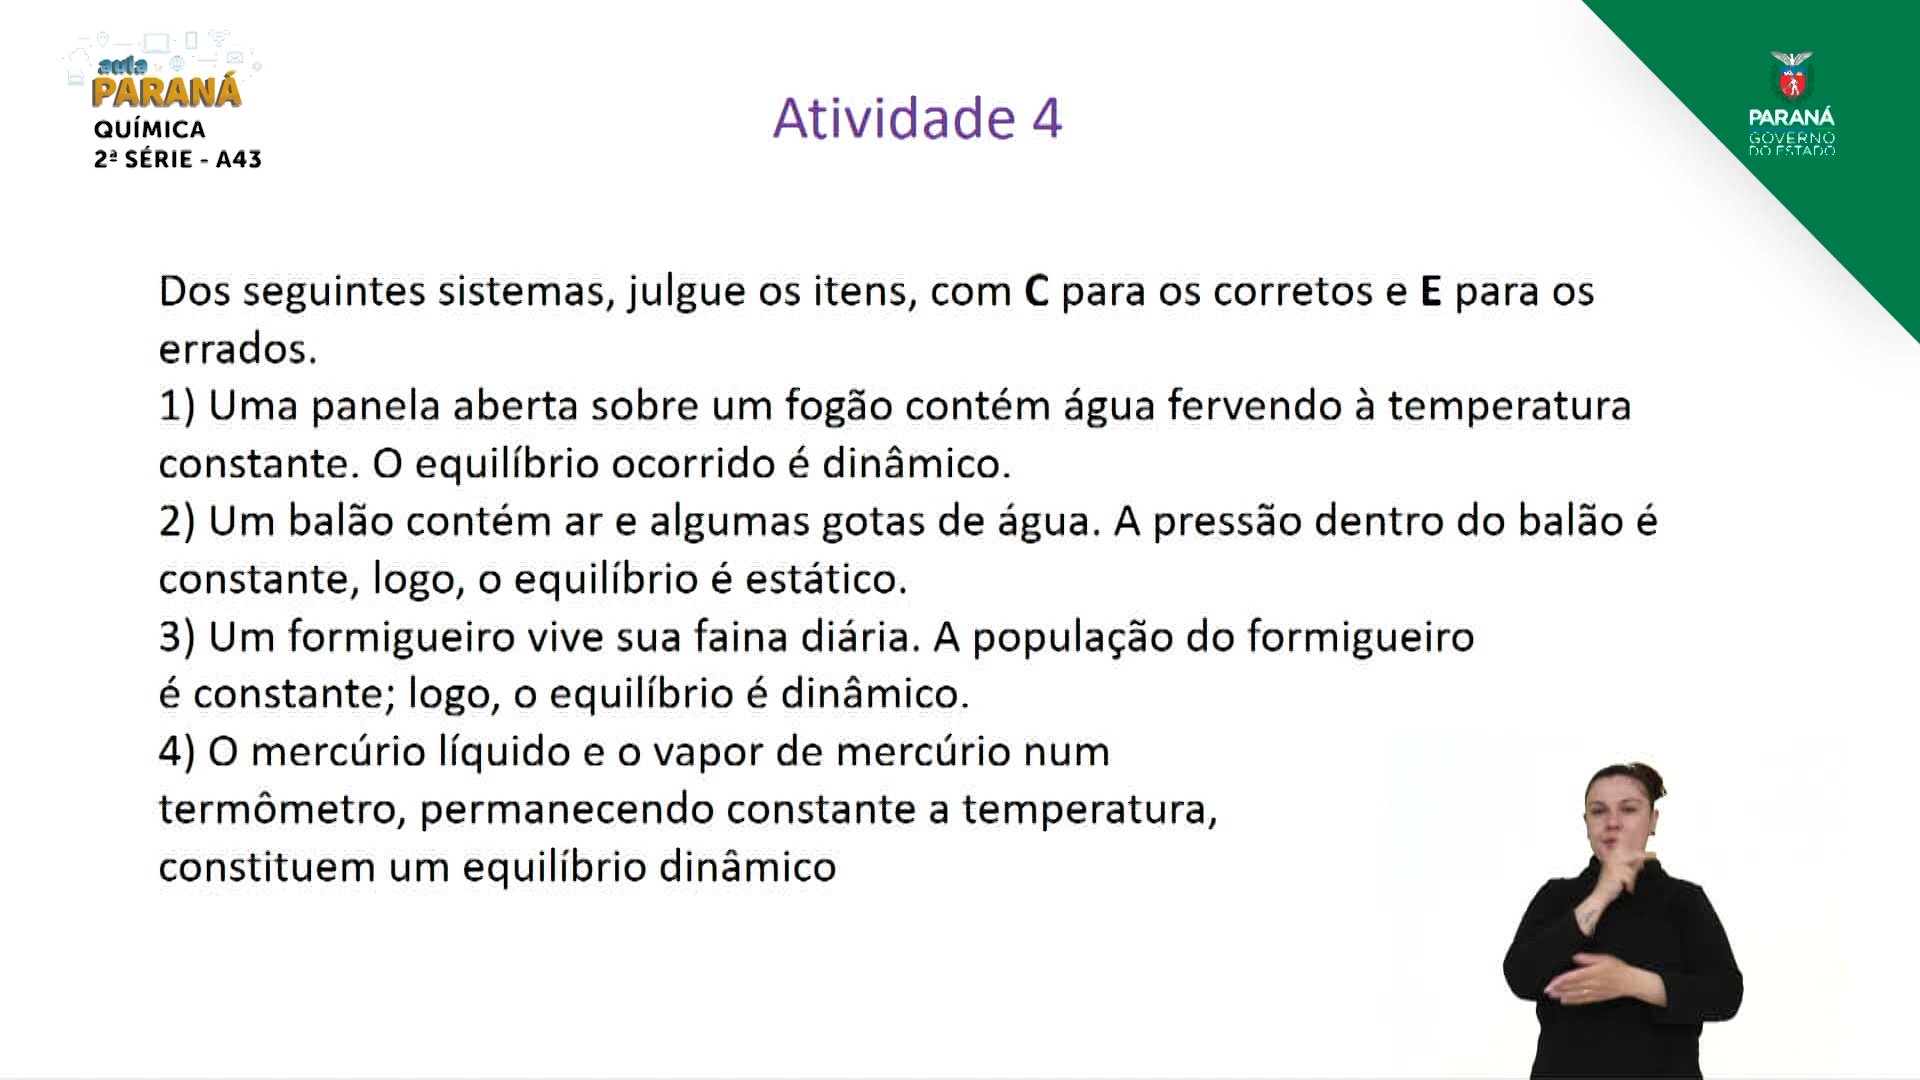 aula
PARANÁ
QUÍMICA
2ª SÉRIE - A43
Atividade 4
PARANÁ
GOVERNO
DO ESTADO
Dos seguintes sistemas, julgue os itens, com C para os corretos e E para os
errados.
1) Uma panela aberta sobre um fogão contém água fervendo à temperatura
constante. O equilíbrio ocorrido é dinâmico.
2) Um balão contém ar e algumas gotas de água. A pressão dentro do balão é
constante, logo, o equilíbrio é estático.
3) Um formigueiro vive sua faina diária. A população do formigueiro
é constante; logo, o equilíbrio é dinâmico.
4) O mercúrio líquido e o vapor de mercúrio num
termômetro, permanecendo constante a temperatura,
constituem um equilíbrio dinâmico